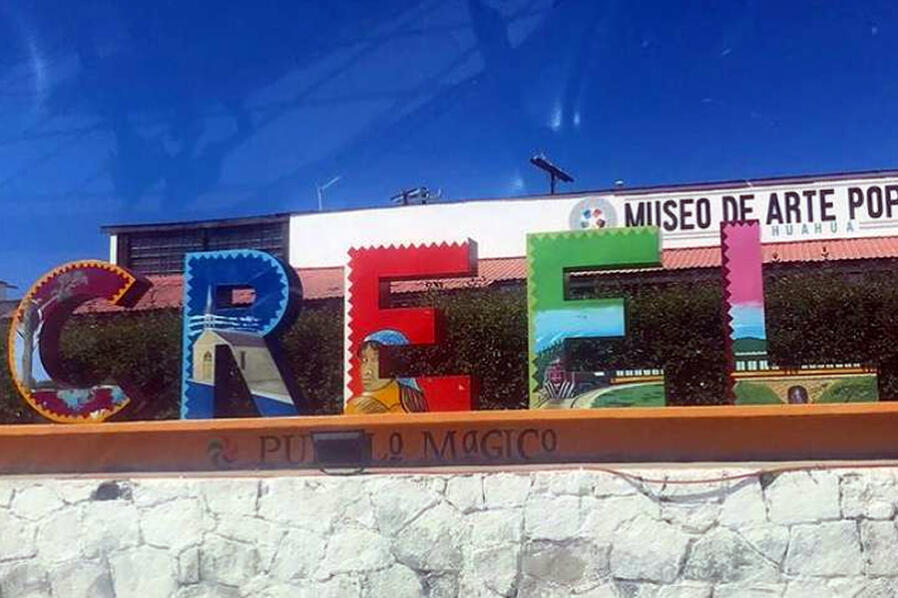 MUSEO DE ARTE POP
HUAHUA
CREEL
PUEBLO MAGICO